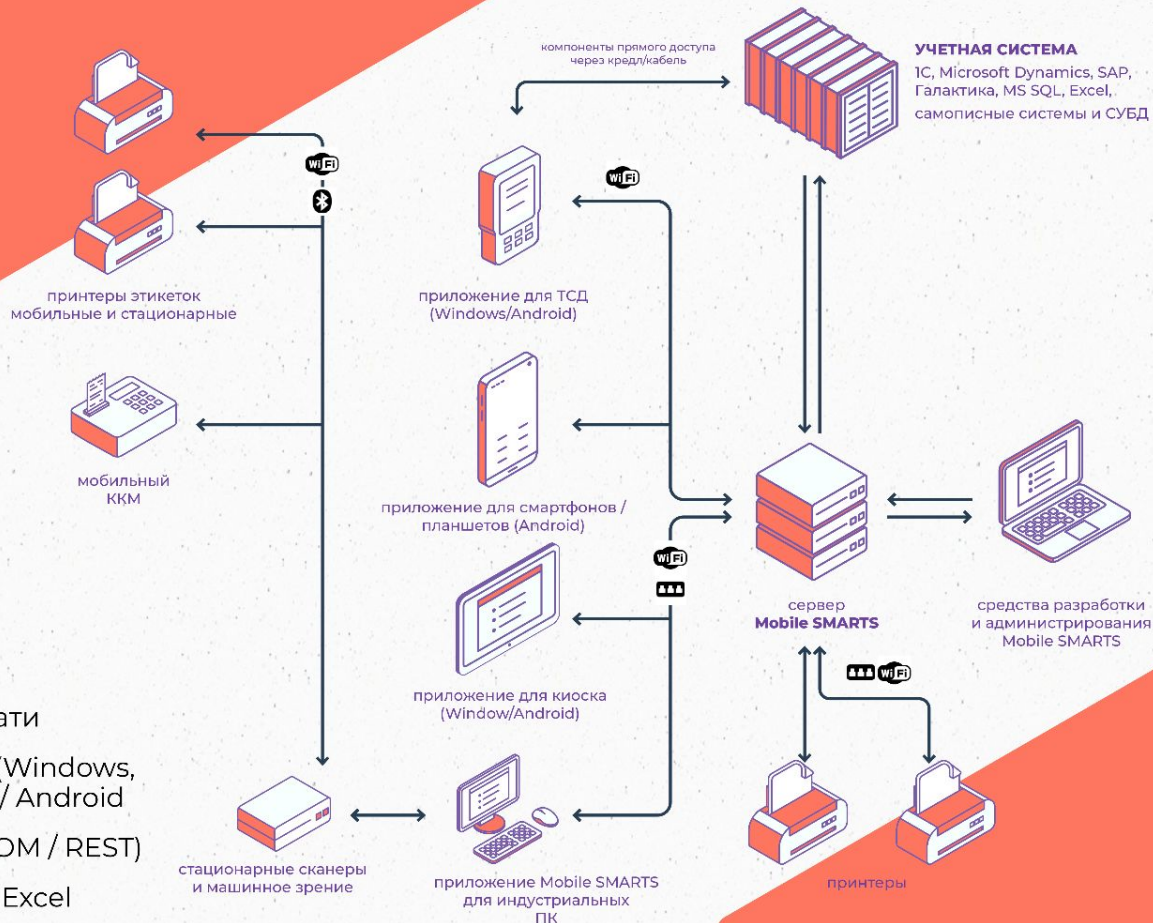 компоненты прямого доступа
через кредл/кабель
УЧЕТНАЯ СИСТЕМА
1С, Microsoft Dynamics, SAP,
Галактика, MS SQL, Excel,
самописные системы и СУБД
WiFi
WiFi
принтеры этикеток
мобильные и стационарные
приложение для ТСД
(Windows/Android)
мобильный
ККМ
приложение для смартфонов /
планшетов (Android)
WiFi
сервер
Mobile SMARTS
средства разработки
и администрирования
Mobile SMARTS
WiFi
приложение для киоска
(Window/Android)
ати
(Windows,
/ Android
OM / REST)
Excel
стационарные сканеры
и машинное зрение
приложение Mobile SMARTS
для индустриальных
ПК
принтеры